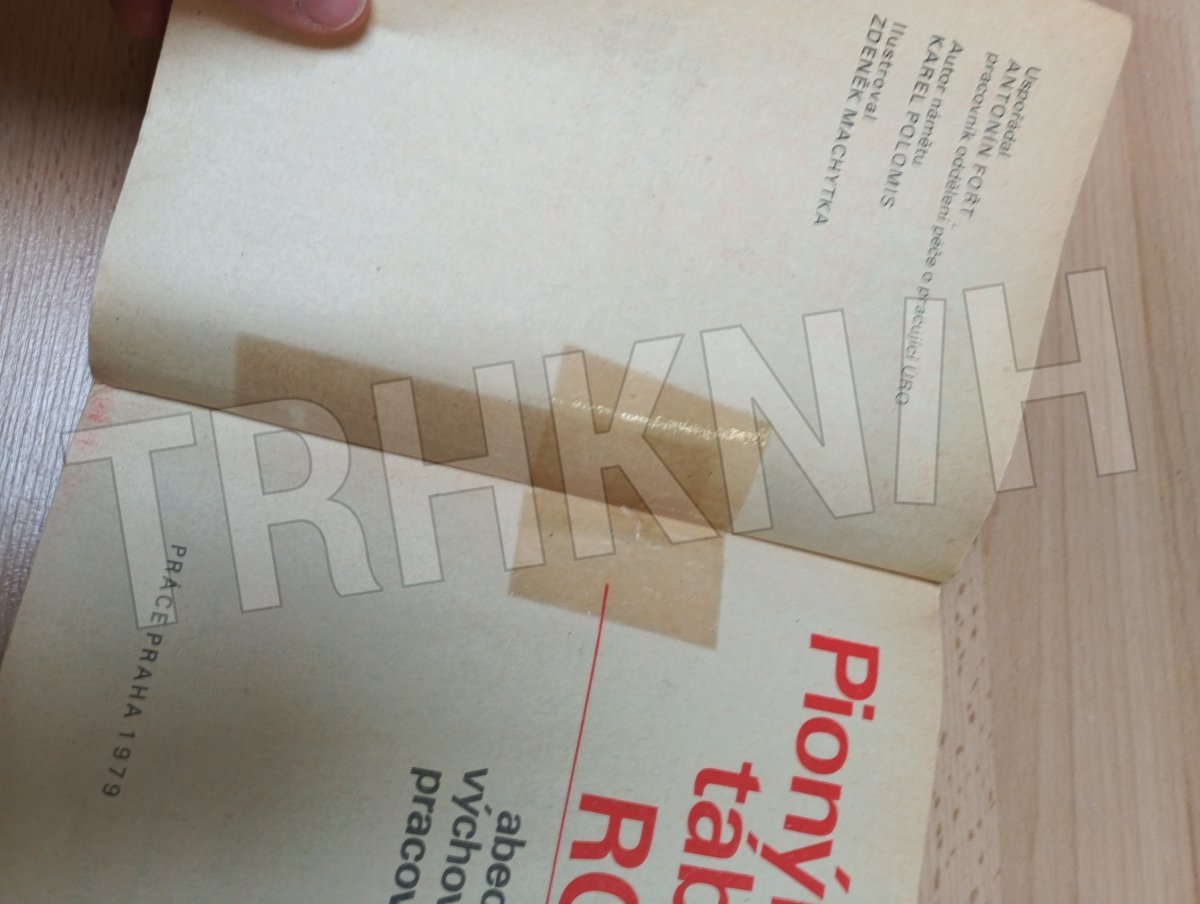 Uspořádal
ANTONÍN FOŘT
pracovník oddělení péče o pracující ÚRO
Autor námětu
KAREL POLOMIS
Ilustroval
ZDENĚK MACHYTKA
TRHKNIH
Pioný
táb
RO
abec
výchov
pracov
PRÁCE PRAHA 1979